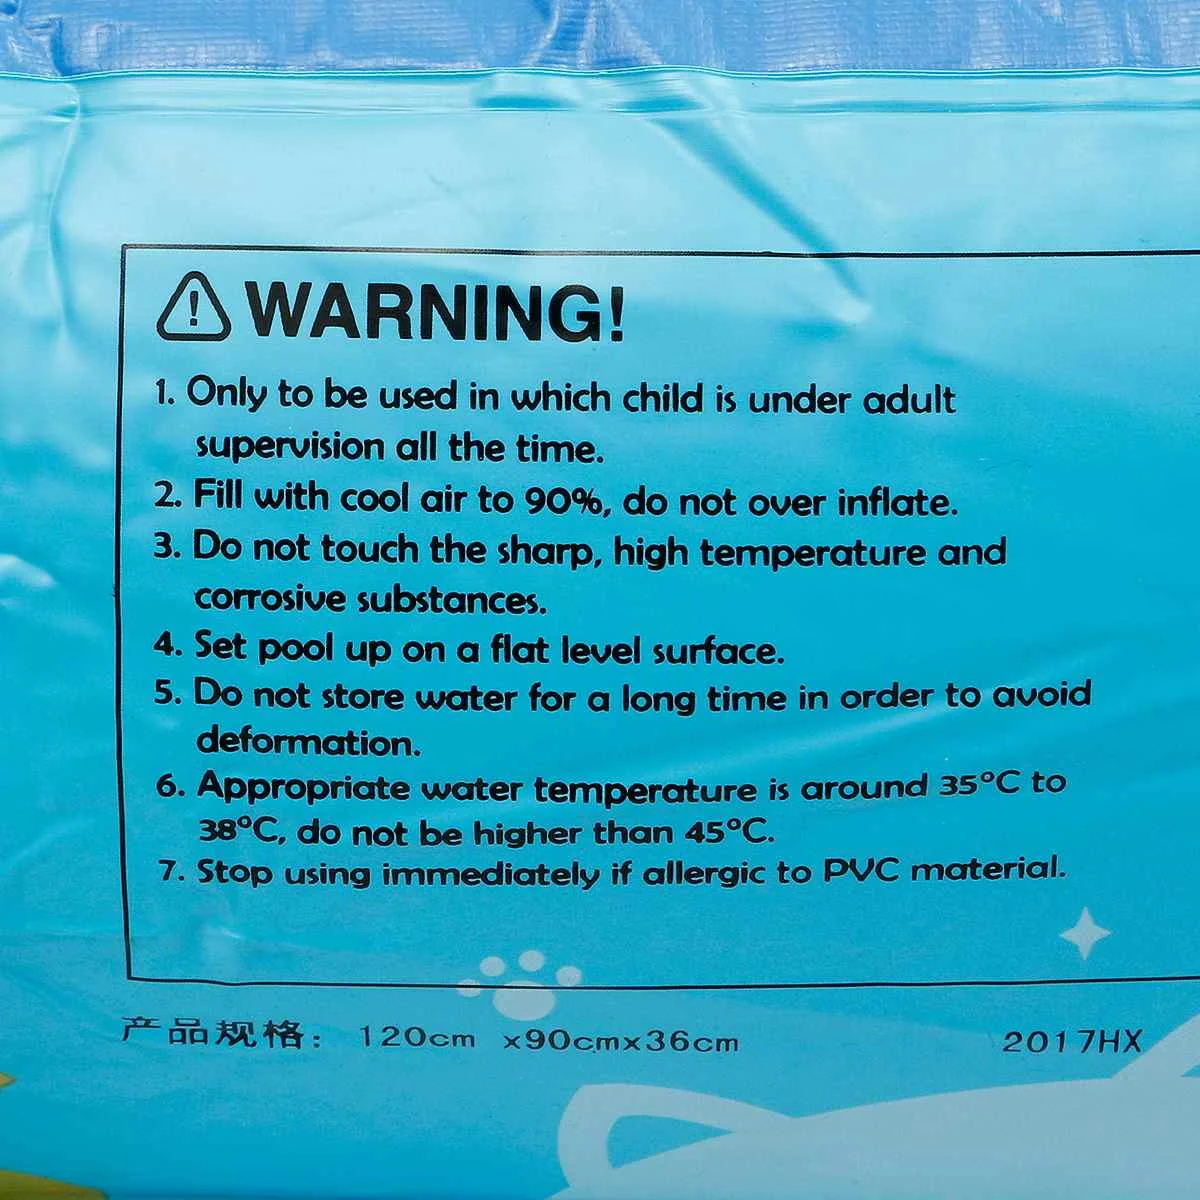 WARNING!
1. Only to be used in which child is under adult
supervision all the time.
2. Fill with cool air to 90%, do not over inflate.
3. Do not touch the sharp, high temperature and
corrosive substances.
4. Set pool up on a flat level surface.
5. Do not store water for a long time in order to avoid
deformation.
6. Appropriate water temperature is around 35°C to
38°C, do not be higher than 45°C.
7. Stop using immediately if allergic to PVC material.
产品规格: 120cm x90cmx36cm 2017HX